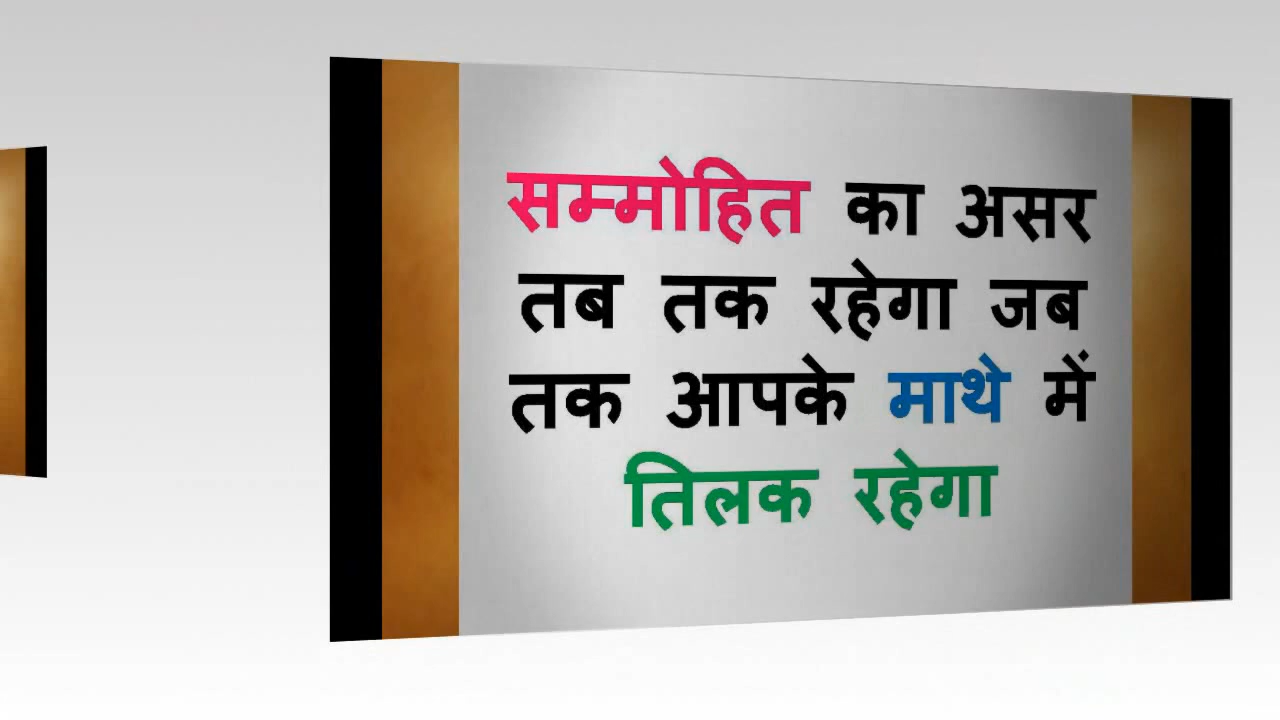 सम्मोहित का असर
तब तक रहेगा जब
तक आपके माथे में
तिलक रहेगा